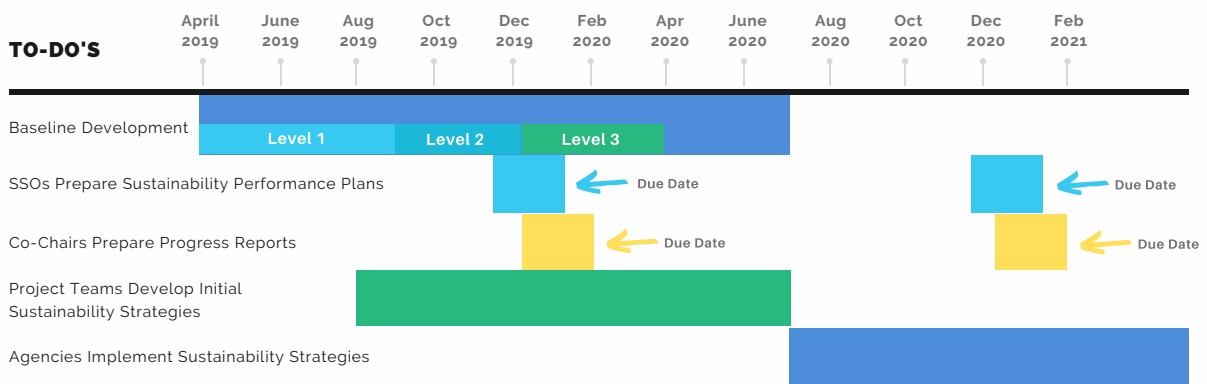 April June Aug Oct Dec Feb Apr June Aug Oct Dec Feb
2019 2019 2019 2019 2019 2020 2020 2020 2020 2020 2020 2021
TO-DO'S
Baseline Development
Level 1 Level 2 Level 3
SSOs Prepare Sustainability Performance Plans Due Date Due Date
Co-Chairs Prepare Progress Reports Due Date Due Date
Project Teams Develop Initial
Sustainability Strategies
Agencies Implement Sustainability Strategies